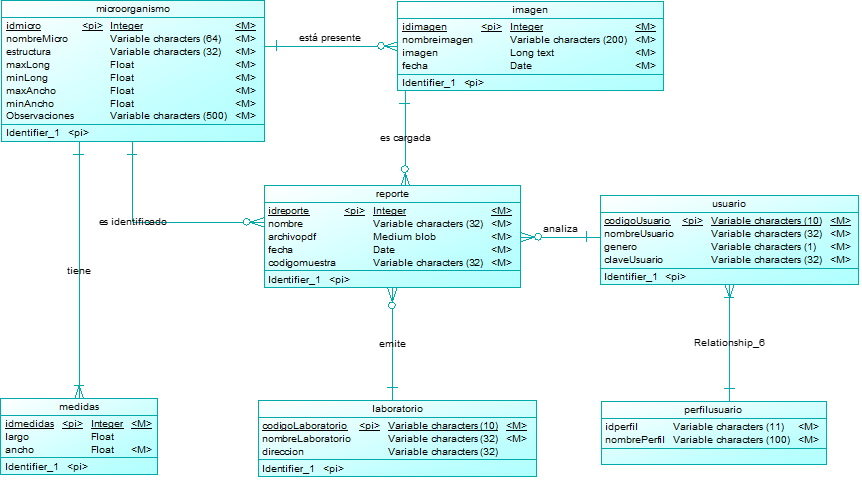 microorganismo
idmicro <pi> Integer <M>
nombreMicro Variable characters (64) <M>
estructura Variable characters (32) <M>
maxLong Float <M>
minLong Float <M>
maxAncho Float <M>
minAncho Float <M>
Observaciones Variable characters (500) <M>
Identifier_1 <pi>
está presente
imagen
idimagen <pi> Integer <M>
nombreimagen Variable characters (200) <M>
imagen Long text <M>
fecha Date <M>
Identifier_1 <pi>
es cargada
es identificado
tiene
reporte
idreporte <pi> Integer <M>
nombre Variable characters (32) <M>
archivopdf Medium blob <M>
fecha Date <M>
codigomuestra Variable characters (32) <M>
Identifier_1 <pi>
analiza
usuario
codigoUsuario <pi> Variable characters (10) <M>
nombreUsuario Variable characters (32) <M>
genero Variable characters (1) <M>
claveUsuario Variable characters (32) <M>
Identifier_1 <pi>
emite
Relationship_6
medidas
idmedidas <pi> Integer <M>
largo Float
ancho Float <M>
Identifier_1 <pi>
laboratorio
codigoLaboratorio <pi> Variable characters (10) <M>
nombreLaboratorio Variable characters (32) <M>
direccion Variable characters (32)
Identifier_1 <pi>
perfilusuario
idperfil Variable characters (11) <M>
nombrePerfil Variable characters (100) <M>